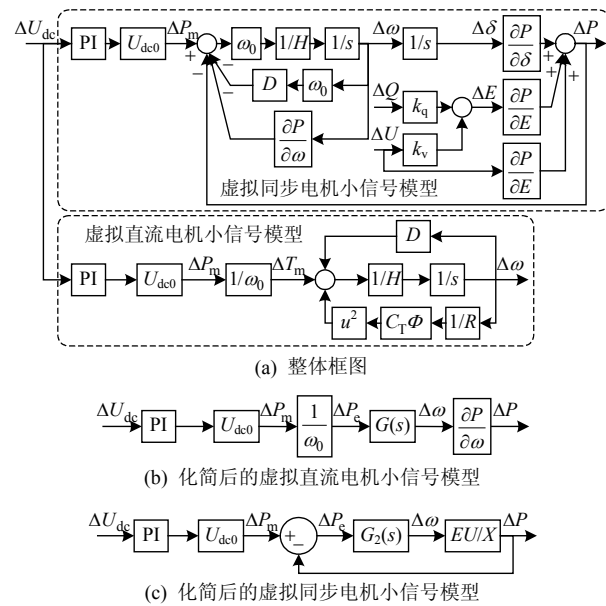 ΔU_dc PI U_dc0 ΔP_m + − − ω_0 1/H 1/s Δω 1/s Δδ ∂P/∂δ + + + ΔP
D ω_0
ΔQ k_q ΔE ∂P/∂E
∂P/∂ω
ΔU k_v ∂P/∂E
虚拟同步电机小信号模型
虚拟直流电机小信号模型
D
PI U_dc0 ΔP_m 1/ω_0 ΔT_m 1/H 1/s Δω
u^2 C_TΦ 1/R
(a) 整体框图
ΔU_dc PI U_dc0 ΔP_m 1/ω_0 ΔP_e G(s) Δω ∂P/∂ω ΔP
(b) 化简后的虚拟直流电机小信号模型
ΔU_dc PI U_dc0 ΔP_m + − ΔP_e G_2(s) Δω EU/X ΔP
(c) 化简后的虚拟同步电机小信号模型